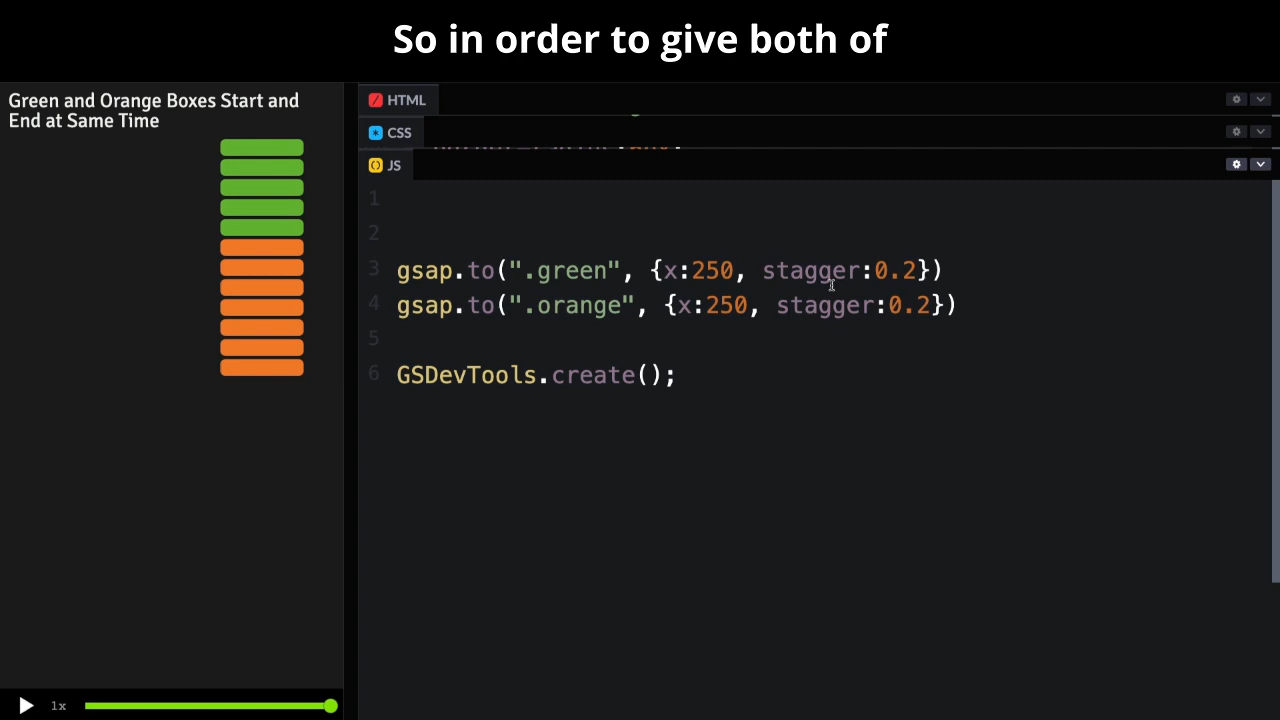 So in order to give both of
Green and Orange Boxes Start and
End at Same Time
HTML
CSS
JS
1
2
3 gsap.to(".green", {x:250, stagger:0.2})
4 gsap.to(".orange", {x:250, stagger:0.2})
5
6 GSDevTools.create();
1x